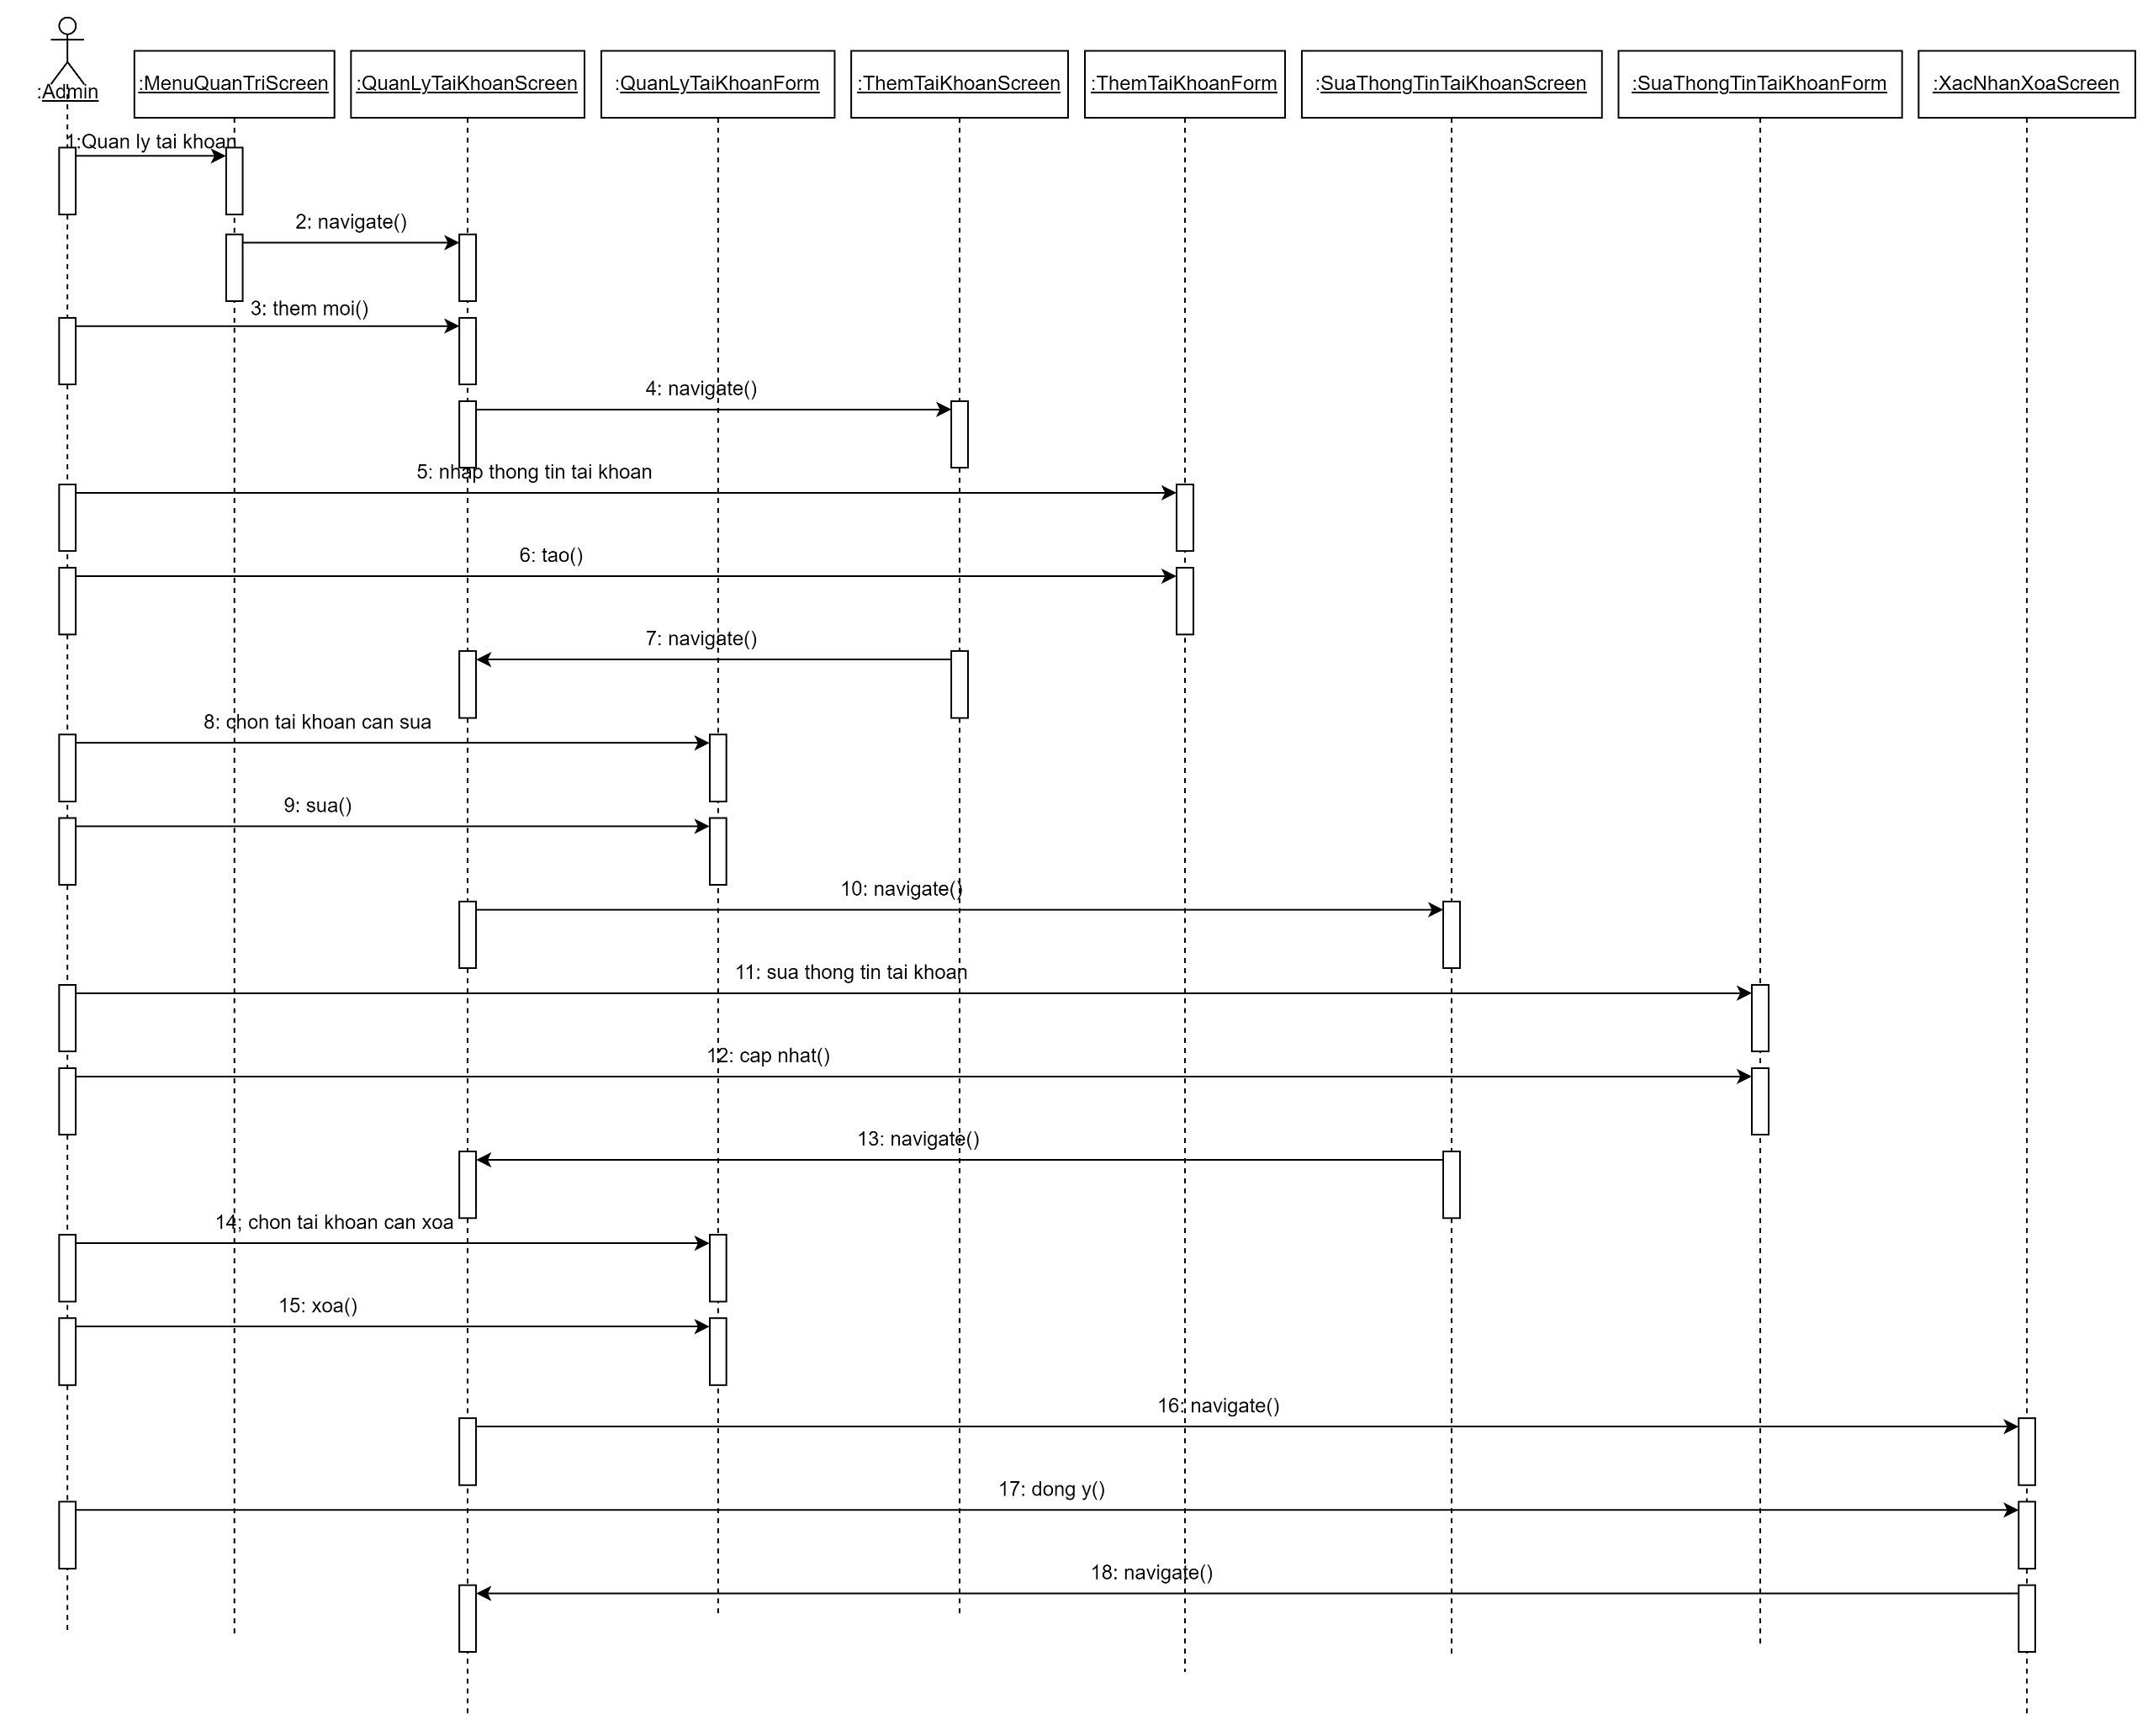 :Admin
:MenuQuanTriScreen
:QuanLyTaiKhoanScreen
:QuanLyTaiKhoanForm
:ThemTaiKhoanScreen
:ThemTaiKhoanForm
:SuaThongTinTaiKhoanScreen
:SuaThongTinTaiKhoanForm
:XacNhanXoaScreen
1:Quan ly tai khoan
2: navigate()
3: them moi()
4: navigate()
5: nhap thong tin tai khoan
6: tao()
7: navigate()
8: chon tai khoan can sua
9: sua()
10: navigate()
11: sua thong tin tai khoan
12: cap nhat()
13: navigate()
14; chon tai khoan can xoa
15: xoa()
16: navigate()
17: dong y()
18: navigate()